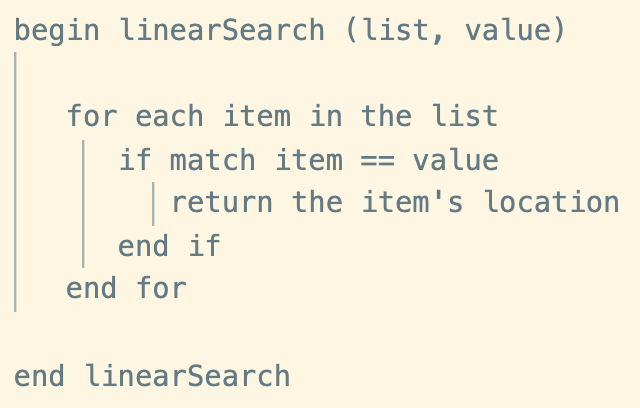 begin linearSearch (list, value)
for each item in the list
if match item == value
return the item's location
end if
end for
end linearSearch